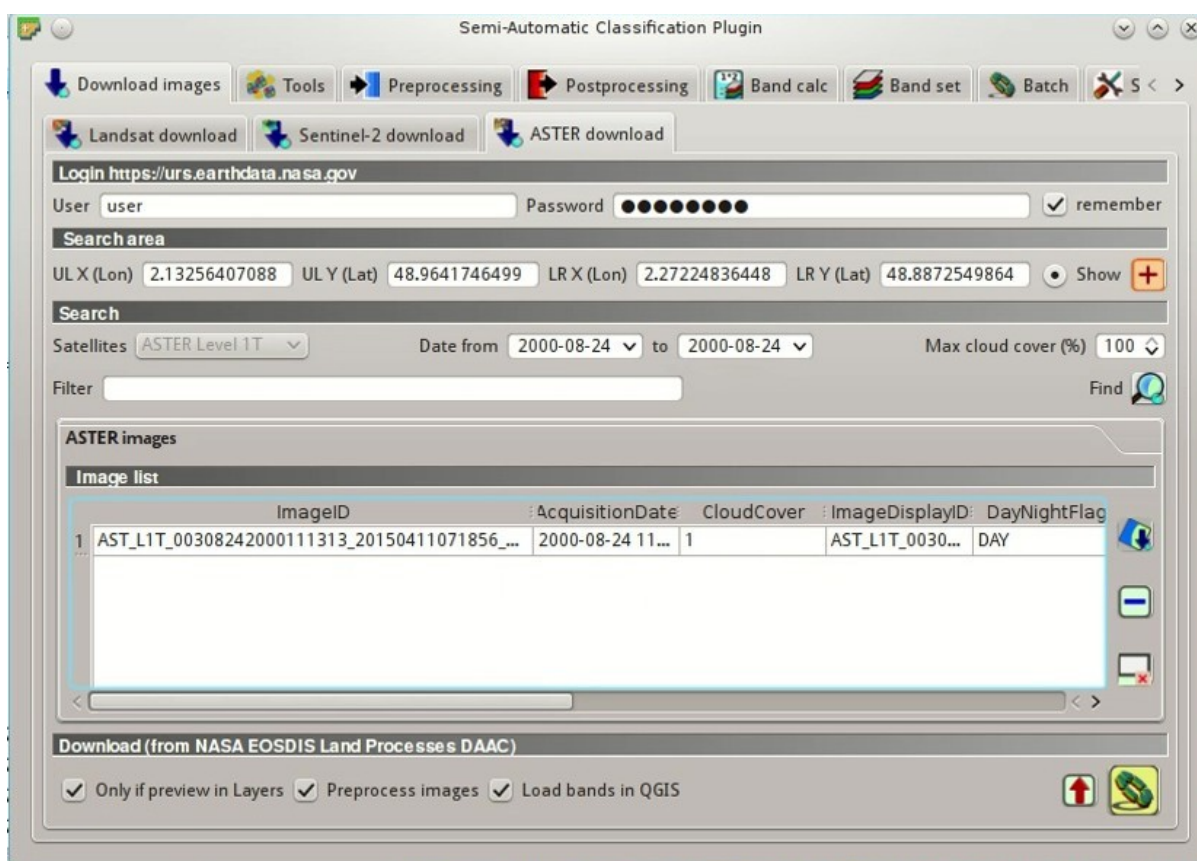 Semi-Automatic Classification Plugin
Download images Tools Preprocessing Postprocessing Band calc Band set Batch S
Landsat download Sentinel-2 download ASTER download
Login https://urs.earthdata.nasa.gov
User user Password ●●●●●●●● remember
Search area
UL X (Lon) 2.13256407088 UL Y (Lat) 48.9641746499 LR X (Lon) 2.27224836448 LR Y (Lat) 48.8872549864 Show
Search
Satellites ASTER Level 1T Date from 2000-08-24 to 2000-08-24 Max cloud cover (%) 100
Filter Find
ASTER images
Image list
ImageID AcquisitionDate CloudCover ImageDisplayID DayNightFlag
1 AST_L1T_00308242000111313_20150411071856_... 2000-08-24 11... 1 AST_L1T_0030... DAY
Download (from NASA EOSDIS Land Processes DAAC)
Only if preview in Layers Preprocess images Load bands in QGIS